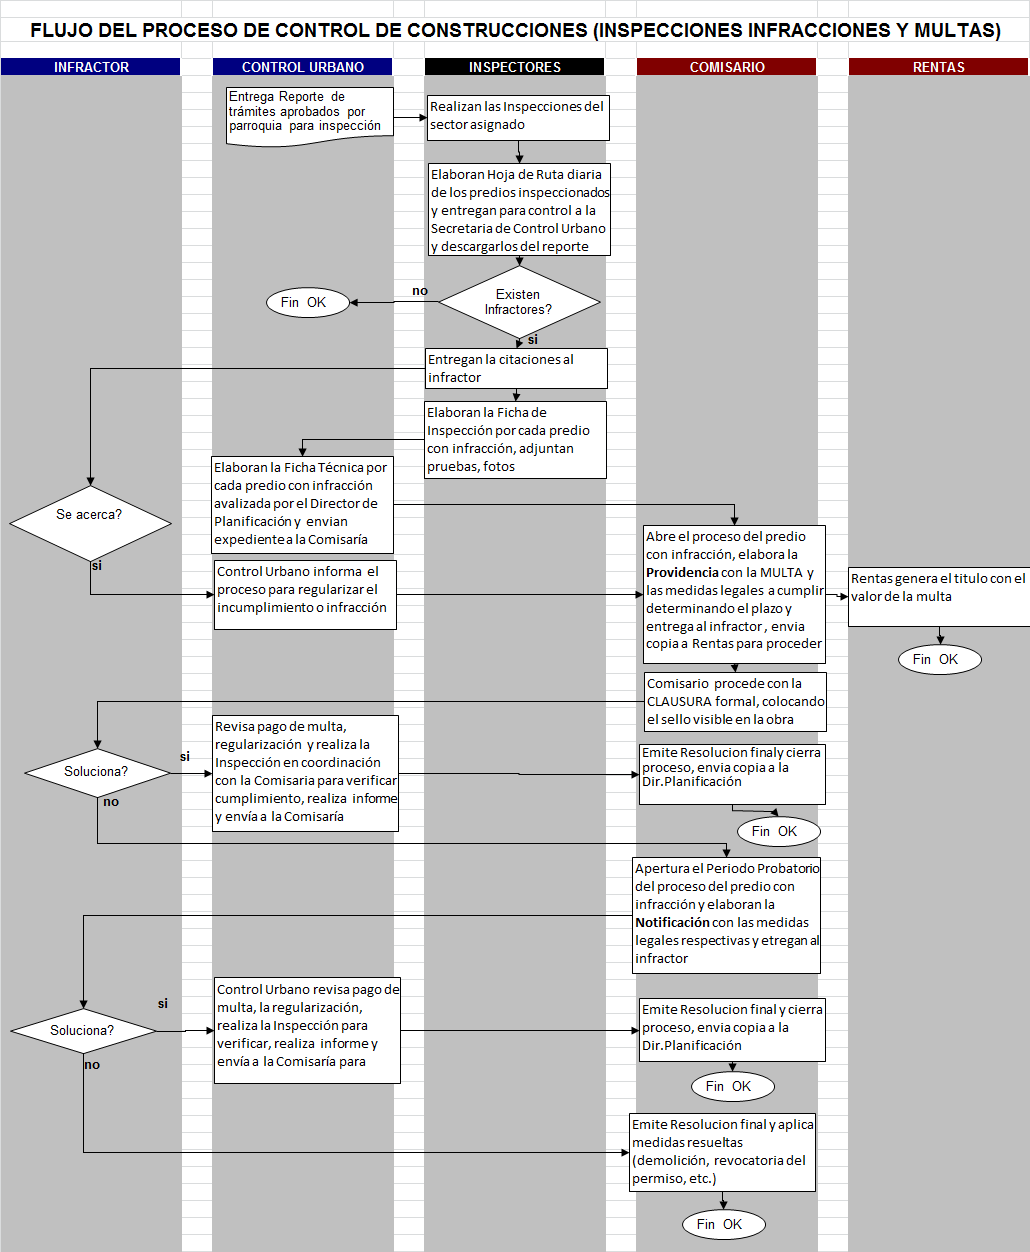 FLUJO DEL PROCESO DE CONTROL DE CONSTRUCCIONES (INSPECCIONES INFRACCIONES Y MULTAS)
INFRACTOR
CONTROL URBANO
INSPECTORES
COMISARIO
RENTAS
Entrega Reporte de
trámites aprobados por
parroquia para inspección
Realizan las Inspecciones del
sector asignado
Elaboran Hoja de Ruta diaria
de los predios inspeccionados
y entregan para control a la
Secretaria de Control Urbano
y descargarlos del reporte
Existen
Infractores?
no
Fin OK
si
Entregan la citaciones al
infractor
Elaboran la Ficha de
Inspección por cada predio
con infracción, adjuntan
pruebas, fotos
Elaboran la Ficha Técnica por
cada predio con infracción
avalizada por el Director de
Planificación y envian
expediente a la Comisaría
Se acerca?
si
Control Urbano informa el
proceso para regularizar el
incumplimiento o infracción
Abre el proceso del predio
con infracción, elabora la
Providencia con la MULTA y
las medidas legales a cumplir
determinando el plazo y
entrega al infractor , envia
copia a Rentas para proceder
Rentas genera el titulo con el
valor de la multa
Fin OK
Comisario procede con la
CLAUSURA formal, colocando
el sello visible en la obra
Soluciona?
si
no
Revisa pago de multa,
regularización y realiza la
Inspección en coordinación
con la Comisaria para verificar
cumplimiento, realiza informe
y envía a la Comisaría
Emite Resolucion finaly cierra
proceso, envia copia a la
Dir.Planificación
Fin OK
Apertura el Periodo Probatorio
del proceso del predio con
infracción y elaboran la
Notificación con las medidas
legales respectivas y etregan al
infractor
Soluciona?
si
no
Control Urbano revisa pago de
multa, la regularización,
realiza la Inspección para
verificar, realiza informe y
envía a la Comisaría para
Emite Resolucion final y cierra
proceso, envia copia a la
Dir.Planificación
Fin OK
Emite Resolucion final y aplica
medidas resueltas
(demolición, revocatoria del
permiso, etc.)
Fin OK